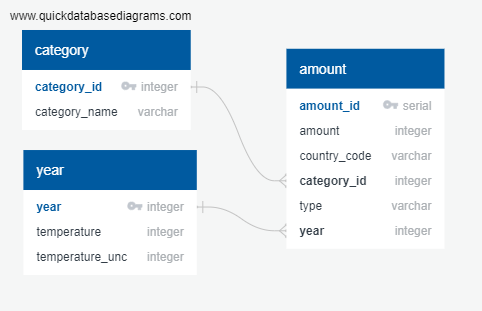 www.quickdatabasediagrams.com
category
category_id integer
category_name varchar
year
year integer
temperature integer
temperature_unc integer
amount
amount_id serial
amount integer
country_code varchar
category_id integer
type varchar
year integer